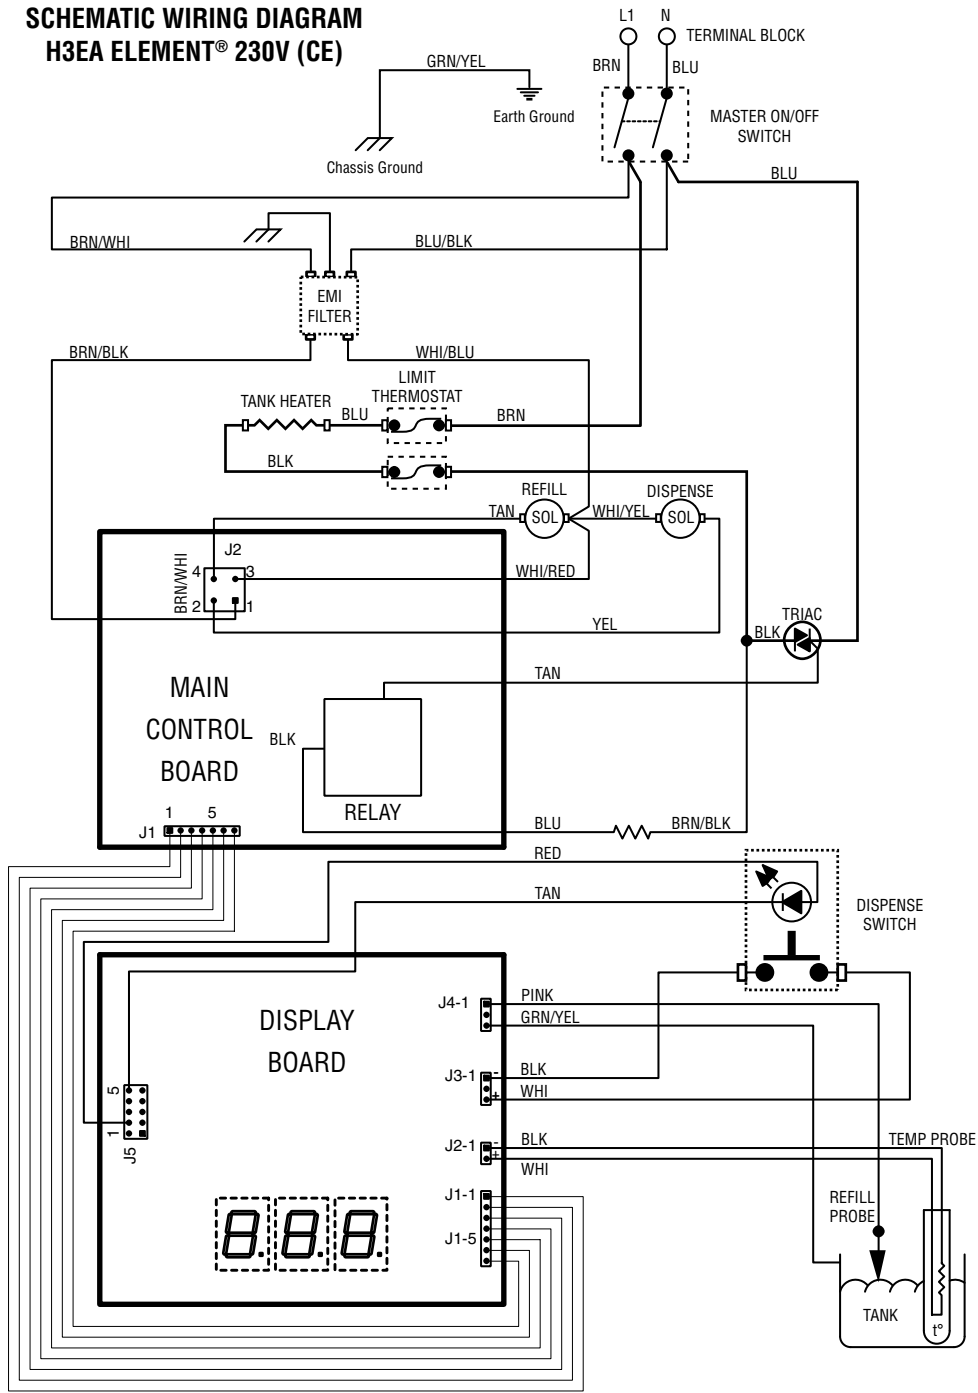 SCHEMATIC WIRING DIAGRAM
H3EA ELEMENT® 230V (CE)
L1 N
TERMINAL BLOCK
BRN BLU
GRN/YEL
Earth Ground
Chassis Ground
MASTER ON/OFF
SWITCH
BLU
BRN/WHI
BLU/BLK
EMI
FILTER
BRN/BLK
WHI/BLU
LIMIT
THERMOSTAT
TANK HEATER
BLU
BRN
BLK
REFILL
DISPENSE
TAN
SOL
WHI/YEL
SOL
J2
BRN/WHI
4
3
2
1
WHI/RED
YEL
TRIAC
BLK
TAN
MAIN
CONTROL
BOARD
BLK
RELAY
1 5
J1
BLU
BRN/BLK
RED
TAN
DISPENSE
SWITCH
DISPLAY
BOARD
J4-1
PINK
GRN/YEL
J3-1
-
+
BLK
WHI
5
1
J5
J2-1
-
+
BLK
WHI
TEMP PROBE
J1-1
J1-5
8.8.8.
REFILL
PROBE
TANK
t°